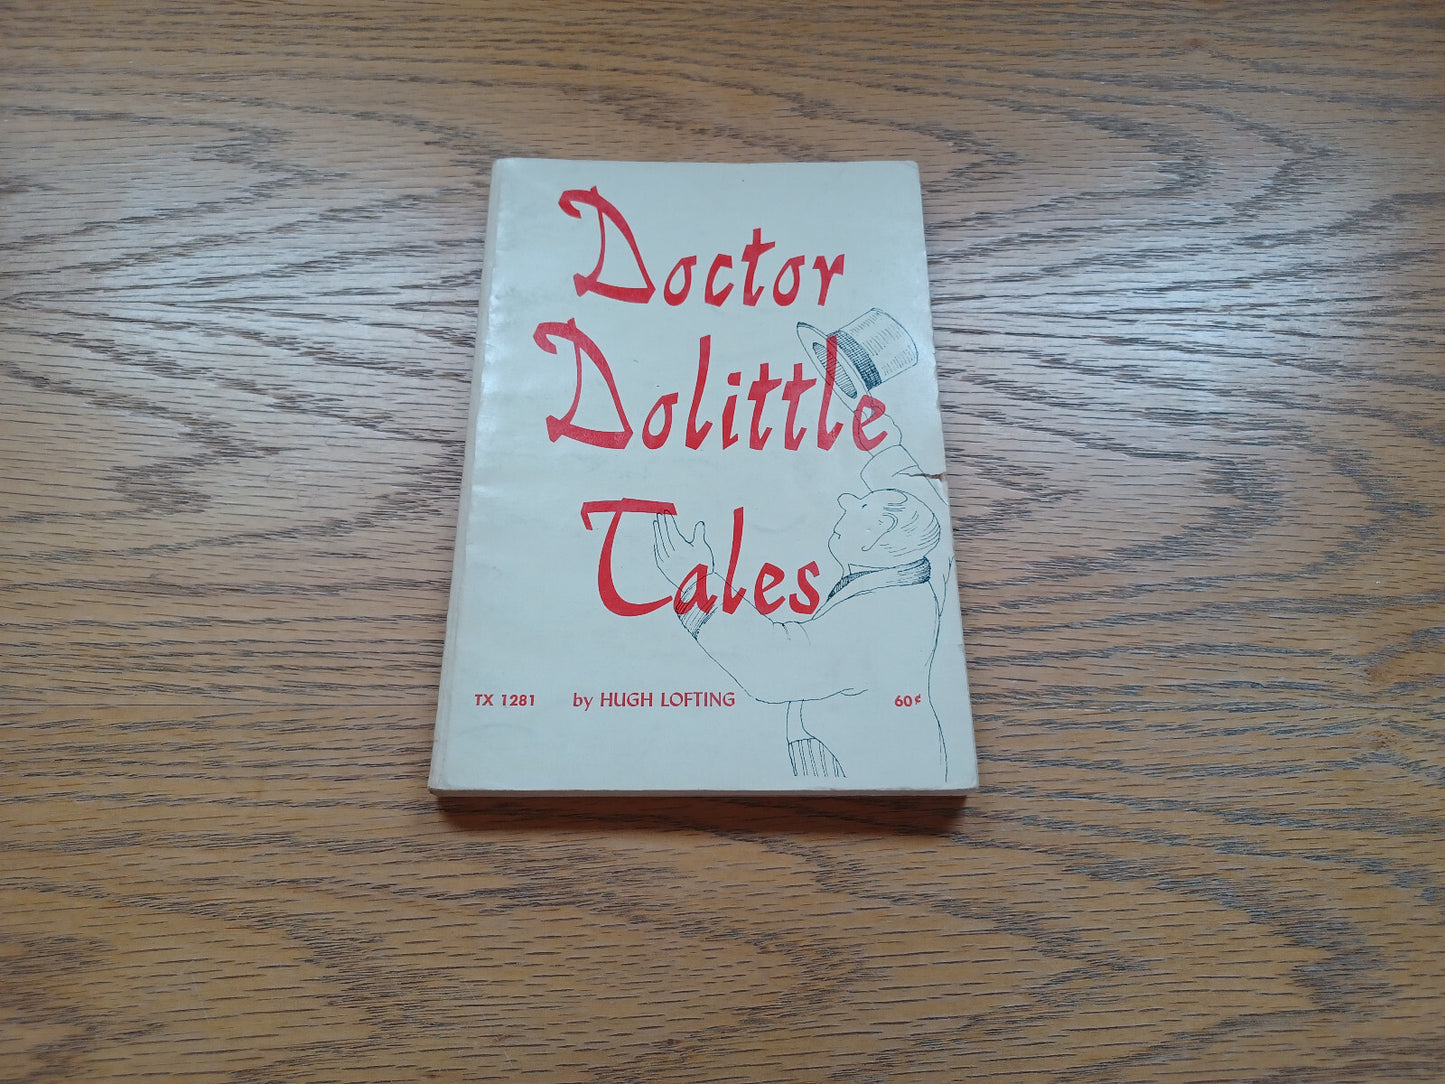 Doctor
Dolittle
Tales
TX 1281 by HUGH LOFTING 60¢